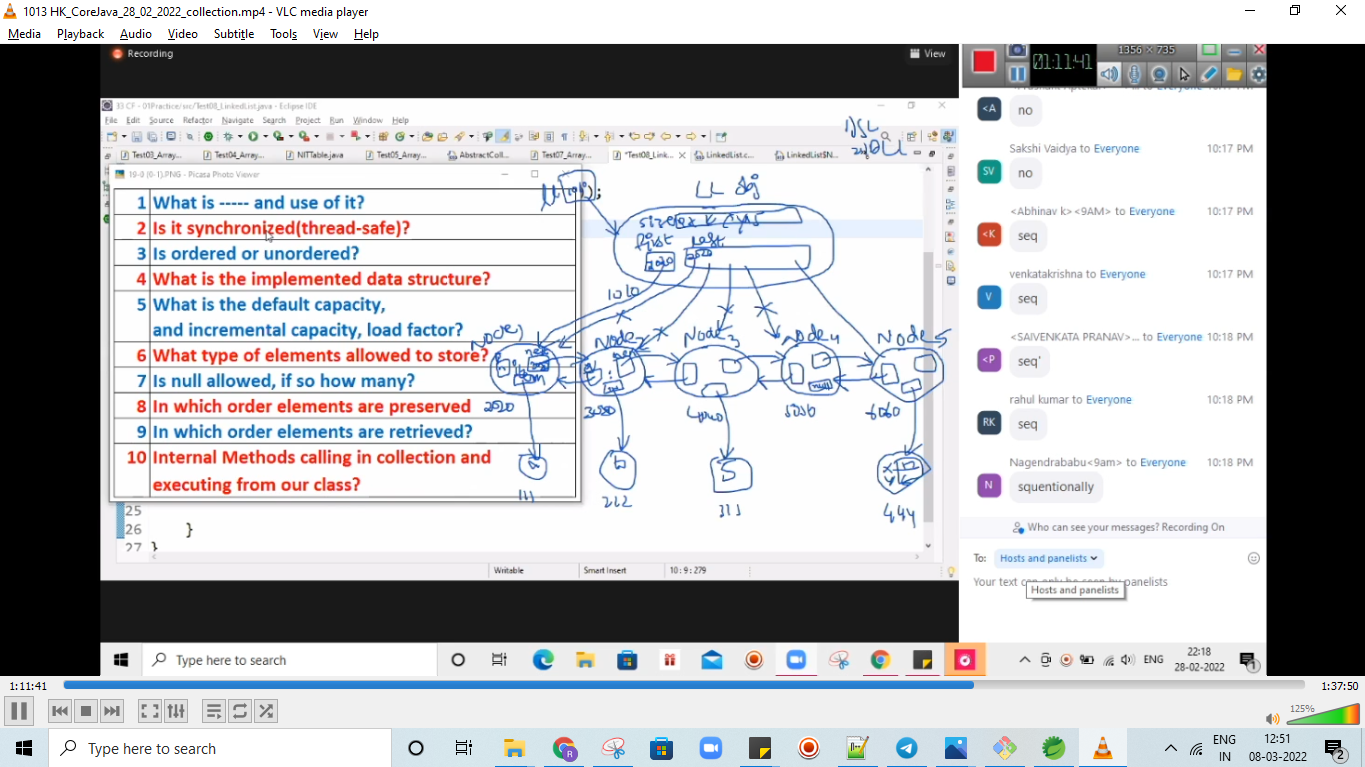 1013 HK_CoreJava_28_02_2022_collection.mp4 - VLC media player
Media Playback Audio Video Subtitle Tools View Help
Recording
View
33 CF - 01Practice/src/Test08_LinkedList.java - Eclipse IDE
File Edit Source Refactor Navigate Search Project Run Window Help
Test03_Array... Test04_Array... NITTable.java Test05_Array... AbstractColl... Test07_Array... *Test08_Link... LinkedList.c... LinkedList$N...
19-0 (0-1).PNG - Picasa Photo Viewer
1 What is ----- and use of it?
2 Is it synchronized(thread-safe)?
3 Is ordered or unordered?
4 What is the implemented data structure?
5 What is the default capacity,
and incremental capacity, load factor?
6 What type of elements allowed to store?
7 Is null allowed, if so how many?
8 In which order elements are preserved
9 In which order elements are retrieved?
10 Internal Methods calling in collection and
executing from our class?
25
26 }
27 }
Writable Smart Insert 10 : 9 : 279
LL obj
size
first last
2020 2020
1010
Node1 Node2 Node3 Node4 Node5
null
2020 3030 4040 5050 6060
a b 5
111 222 333 444
1356 × 735
01:11:41
to Everyone
<A no
Sakshi Vaidya to Everyone 10:17 PM
SV no
<Abhinav k> <9AM> to Everyone 10:17 PM
<K seq
venkatakrishna to Everyone 10:17 PM
V seq
<SAIVENKATA PRANAV>... to Everyone 10:18 PM
<P seq'
rahul kumar to Everyone 10:18 PM
RK seq
Nagendrababu<9am> to Everyone 10:18 PM
N squentionally
Who can see your messages? Recording On
To: Hosts and panelists
Your text can only be seen by panelists
Hosts and panelists
Type here to search
ENG
22:18
28-02-2022
1
1:11:41
1:37:50
125%
Type here to search
ENG
IN
12:51
08-03-2022
2